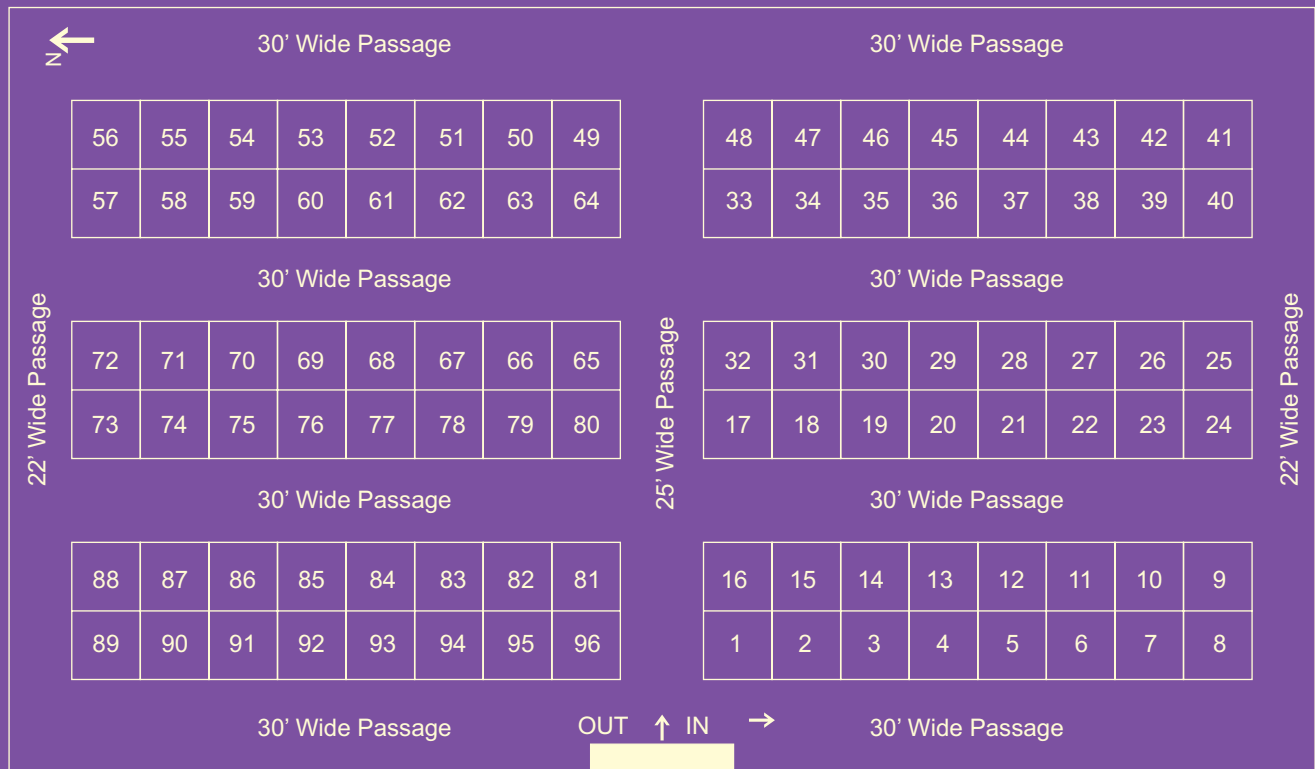 N
30’ Wide Passage 30’ Wide Passage
56 55 54 53 52 51 50 49 48 47 46 45 44 43 42 41
57 58 59 60 61 62 63 64 33 34 35 36 37 38 39 40
30’ Wide Passage 30’ Wide Passage
22’ Wide Passage
25’ Wide Passage
22’ Wide Passage
72 71 70 69 68 67 66 65 32 31 30 29 28 27 26 25
73 74 75 76 77 78 79 80 17 18 19 20 21 22 23 24
30’ Wide Passage 30’ Wide Passage
88 87 86 85 84 83 82 81 16 15 14 13 12 11 10 9
89 90 91 92 93 94 95 96 1 2 3 4 5 6 7 8
30’ Wide Passage OUT IN 30’ Wide Passage